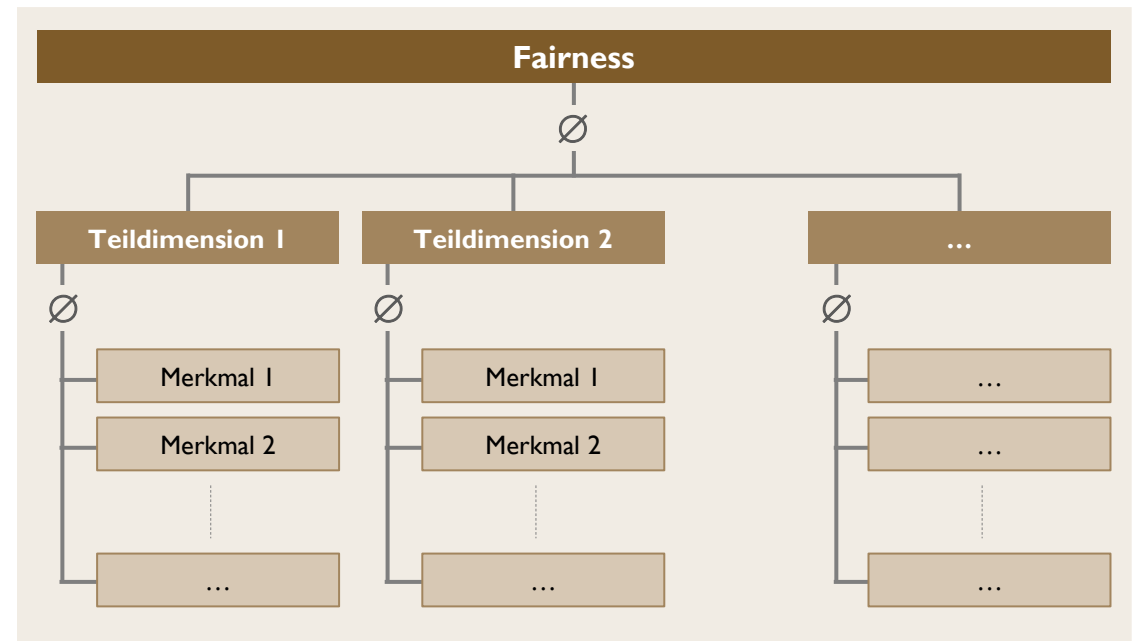 Fairness
Ø
Teildimension 1
Teildimension 2
...
Ø
Ø
Ø
Merkmal 1
Merkmal 1
...
Merkmal 2
Merkmal 2
...
...
...
...